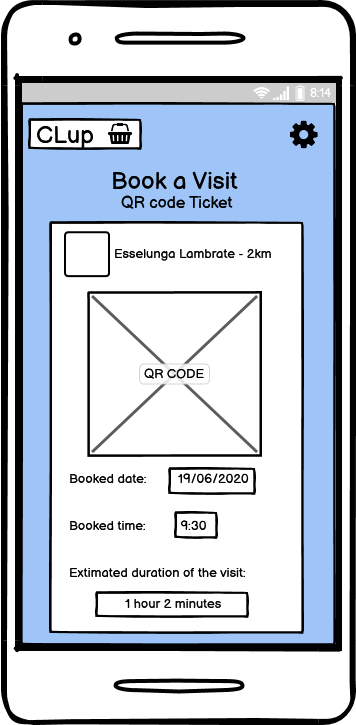 8:14
CLup
Book a Visit
QR code Ticket
Esselunga Lambrate - 2km
QR CODE
Booked date: 19/06/2020
Booked time: 9:30
Extimated duration of the visit:
1 hour 2 minutes